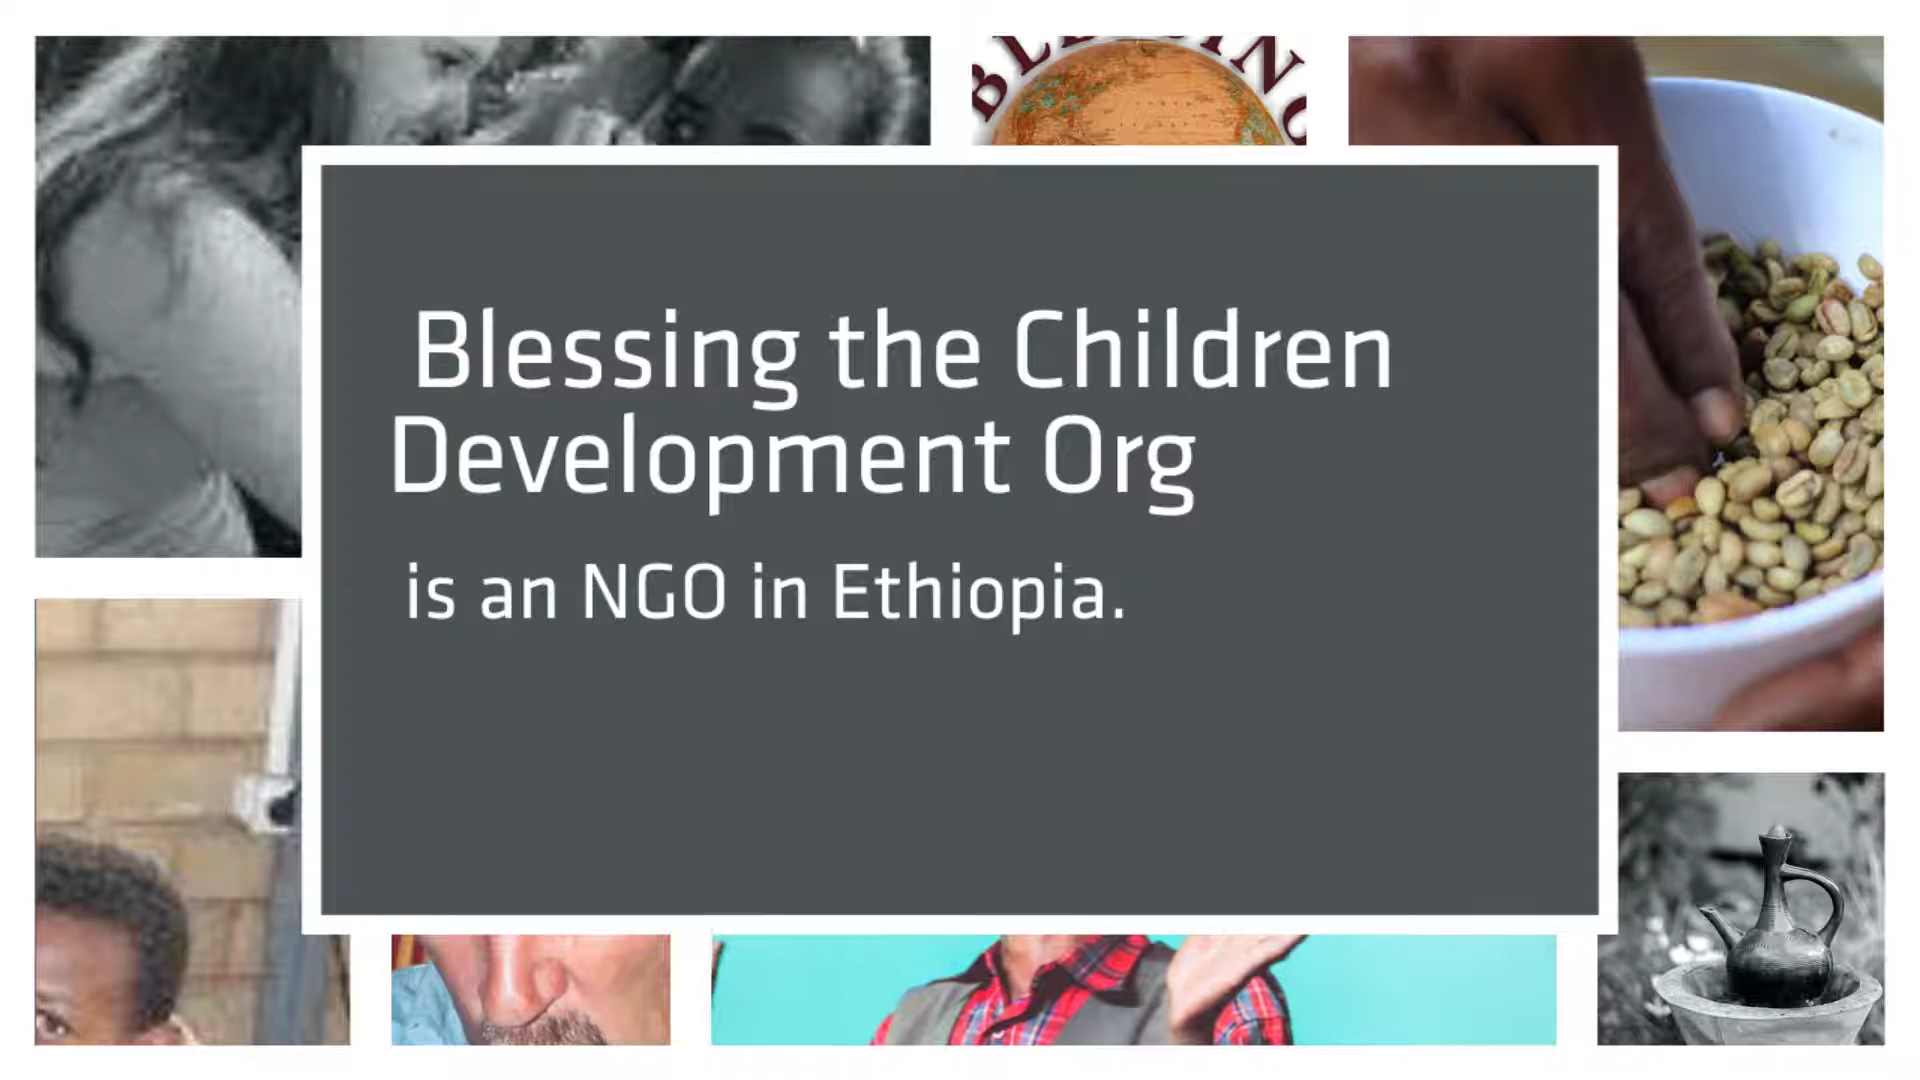 Blessing the Children
Development Org
is an NGO in Ethiopia.